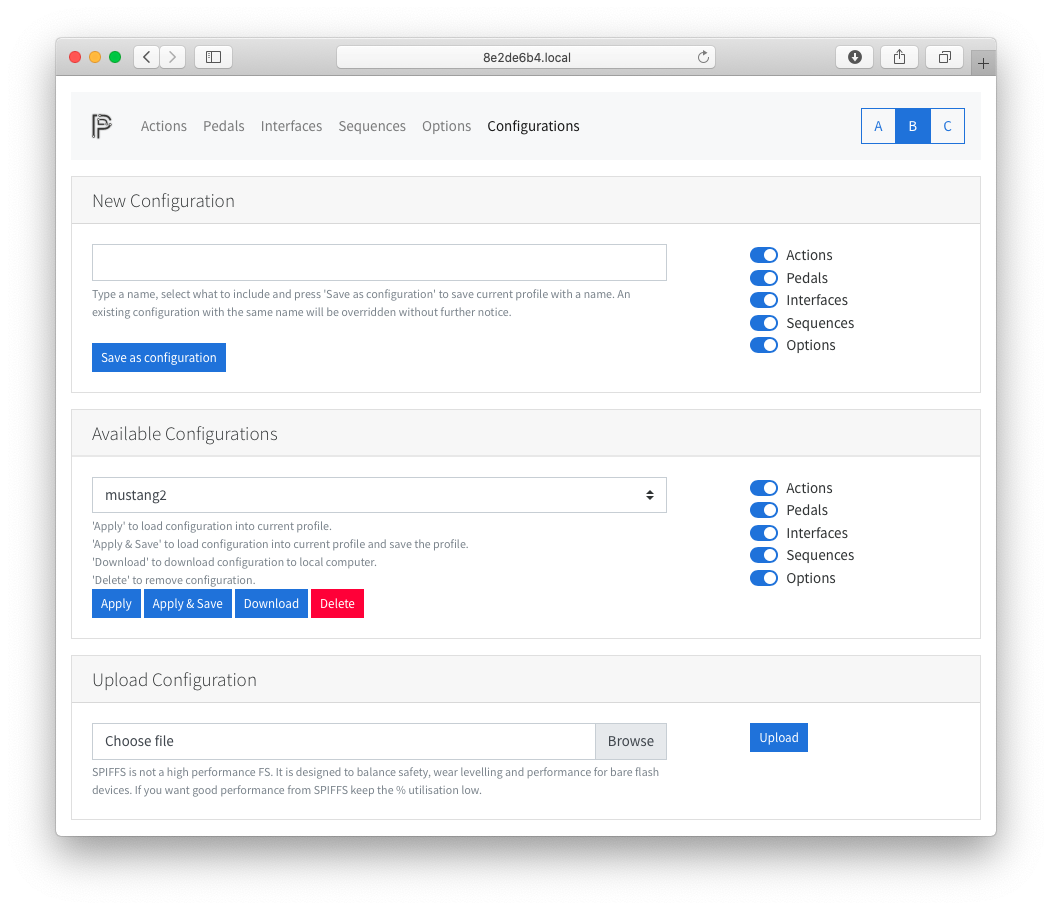 8e2de6b4.local
Actions Pedals Interfaces Sequences Options Configurations A B C
New Configuration
Actions
Pedals
Type a name, select what to include and press 'Save as configuration' to save current profile with a name. An
Interfaces
existing configuration with the same name will be overridden without further notice.
Sequences
Options
Save as configuration
Available Configurations
mustang2
Actions
Pedals
'Apply' to load configuration into current profile.
Interfaces
'Apply & Save' to load configuration into current profile and save the profile.
Sequences
'Download' to download configuration to local computer.
Options
'Delete' to remove configuration.
Apply Apply & Save Download Delete
Upload Configuration
Choose file Browse Upload
SPIFFS is not a high performance FS. It is designed to balance safety, wear levelling and performance for bare flash
devices. If you want good performance from SPIFFS keep the % utilisation low.